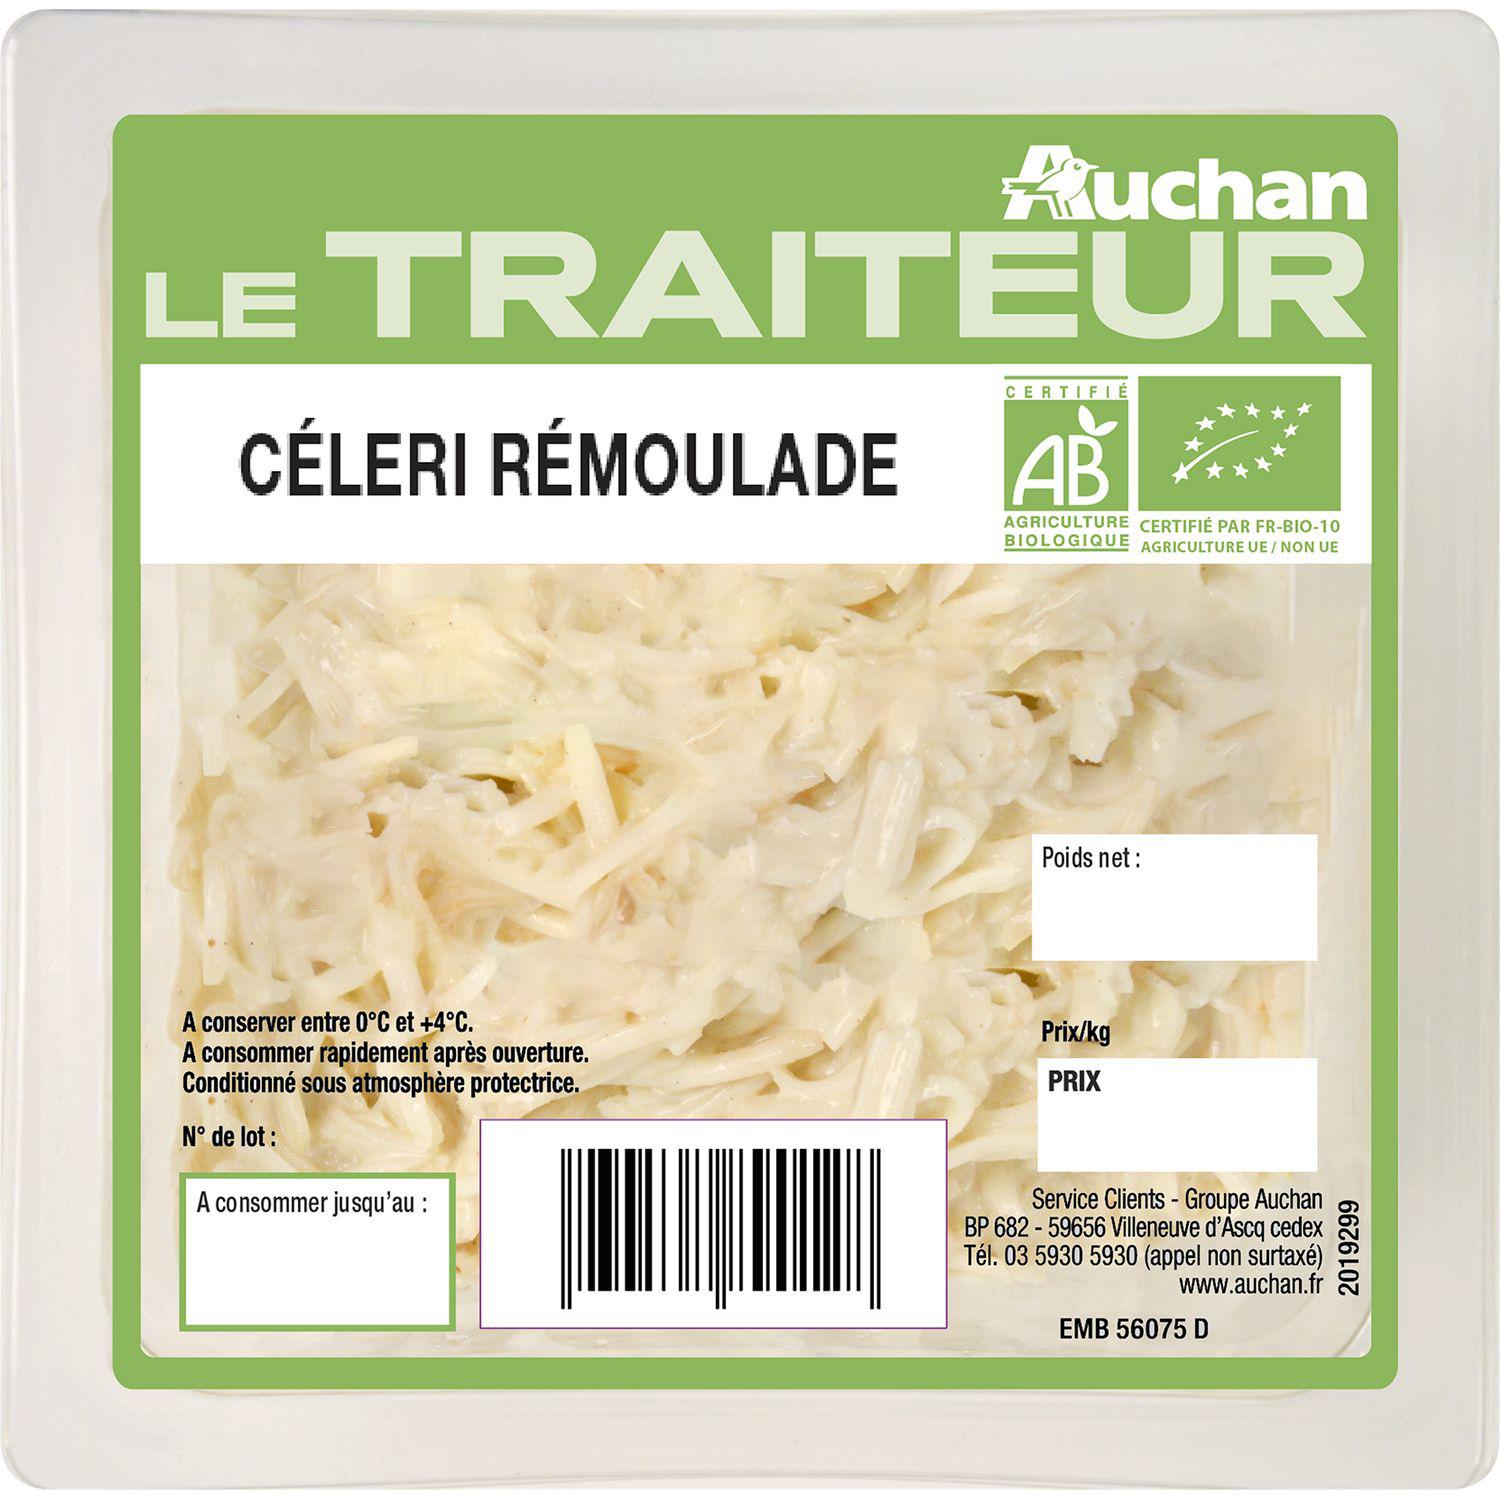 Auchan
LE TRAITEUR
CÉLERI RÉMOULADE
CERTIFIÉ
AB
AGRICULTURE
BIOLOGIQUE
CERTIFIÉ PAR FR-BIO-10
AGRICULTURE UE / NON UE
Poids net :
A conserver entre 0°C et +4°C.
A consommer rapidement après ouverture.
Conditionné sous atmosphère protectrice.
Prix/kg
PRIX
N° de lot :
A consommer jusqu'au :
Service Clients - Groupe Auchan
BP 682 - 59656 Villeneuve d'Ascq cedex
Tél. 03 5930 5930 (appel non surtaxé)
www.auchan.fr
2019299
EMB 56075 D